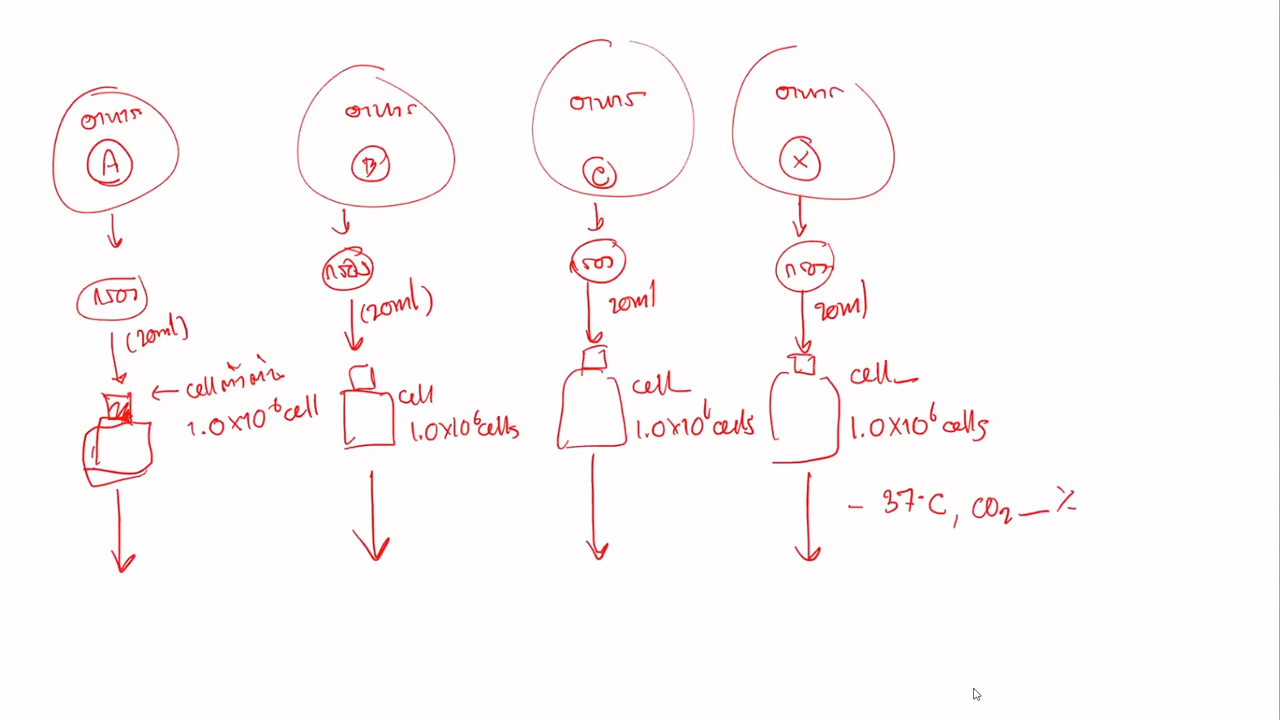 อาหาร
A
กรอง
(20ml)
cell
1.0x10⁻⁶ cell
อาหาร
B
กรอง
(20ml)
cell
1.0x10⁶ cells
อาหาร
C
กรอง
20ml
cell
1.0x10⁶ cells
อาหาร
X
กรอง
20ml
cell
1.0x10⁶ cells
- 37°C, CO₂ _ %